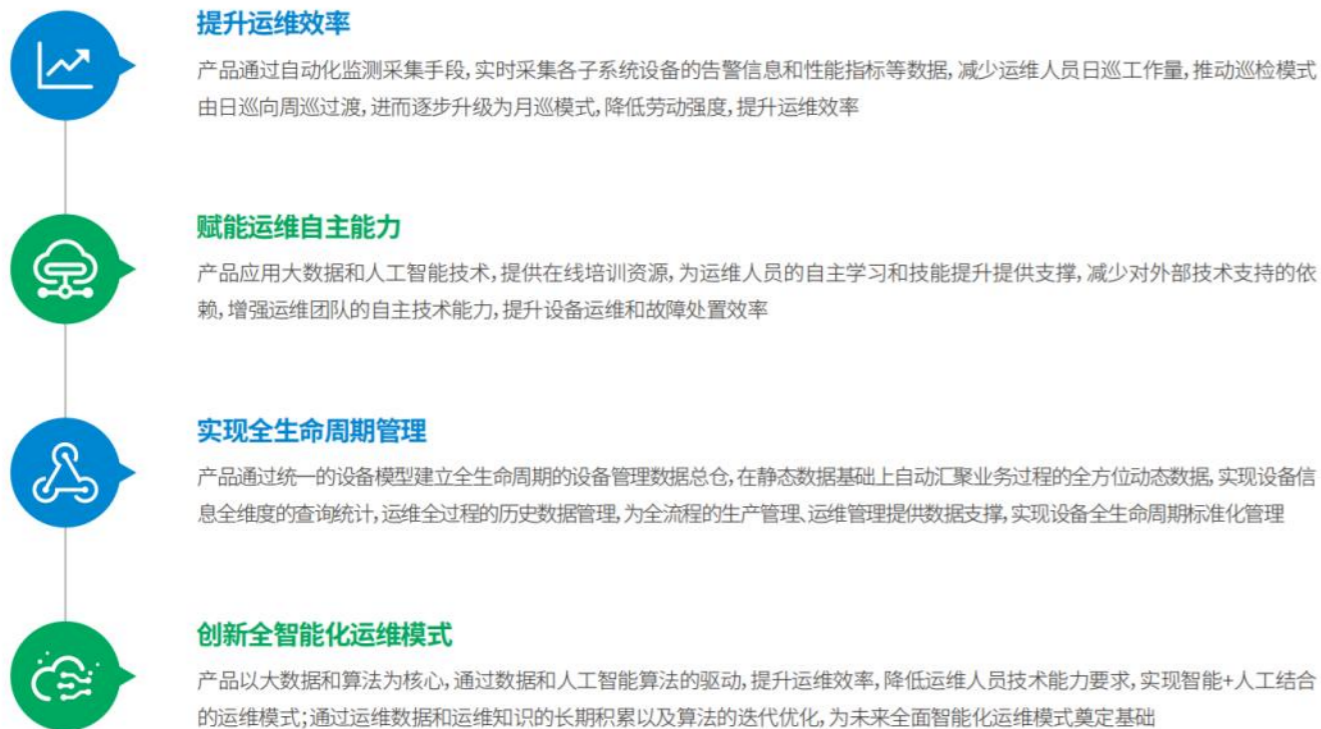 提升运维效率
产品通过自动化监测采集手段,实时采集各子系统设备的告警信息和性能指标等数据,减少运维人员日巡工作量,推动巡检模式
由日巡向周巡过渡,进而逐步升级为月巡模式,降低劳动强度,提升运维效率
赋能运维自主能力
产品应用大数据和人工智能技术,提供在线培训资源,为运维人员的自主学习和技能提升提供支撑,减少对外部技术支持的依
赖,增强运维团队的自主技术能力,提升设备运维和故障处置效率
实现全生命周期管理
产品通过统一的设备模型建立全生命周期的设备管理数据总仓,在静态数据基础上自动汇聚业务过程的全方位动态数据,实现设备信
息全维度的查询统计,运维全过程的历史数据管理,为全流程的生产管理、运维管理提供数据支撑,实现设备全生命周期标准化管理
创新全智能化运维模式
产品以大数据和算法为核心,通过数据和人工智能算法的驱动,提升运维效率,降低运维人员技术能力要求,实现智能+人工结合
的运维模式;通过运维数据和运维知识的长期积累以及算法的迭代优化,为未来全面智能化运维模式奠定基础